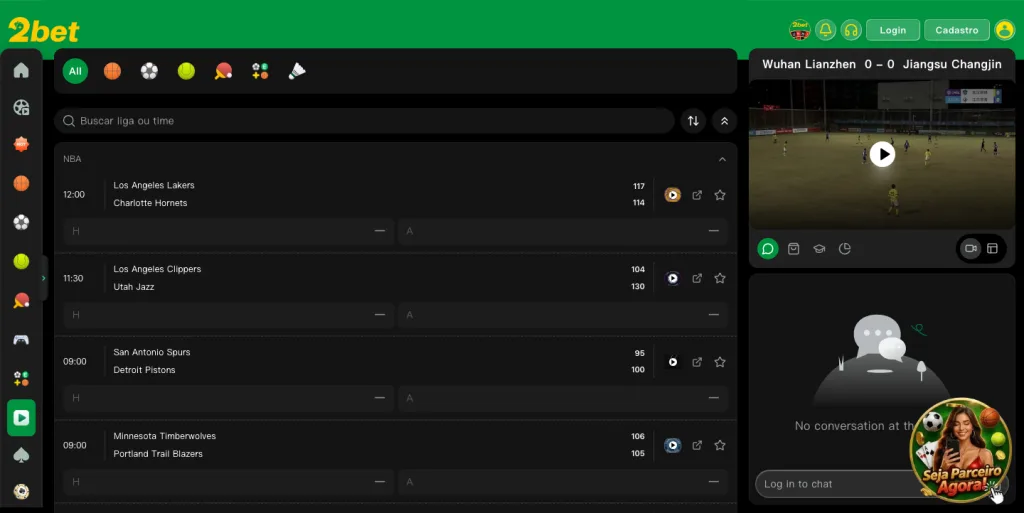 2bet
2bet
Login
Cadastro
All
Buscar liga ou time
NBA
12:00
Los Angeles Lakers
117
Charlotte Hornets
114
H
—
A
—
11:30
Los Angeles Clippers
104
Utah Jazz
130
H
—
A
—
09:00
San Antonio Spurs
95
Detroit Pistons
100
H
—
A
—
09:00
Minnesota Timberwolves
106
Portland Trail Blazers
105
H
—
A
—
Wuhan Lianzhen 0 – 0 Jiangsu Changjin
No conversation at th
Seja Parceiro
Agora!
Log in to chat